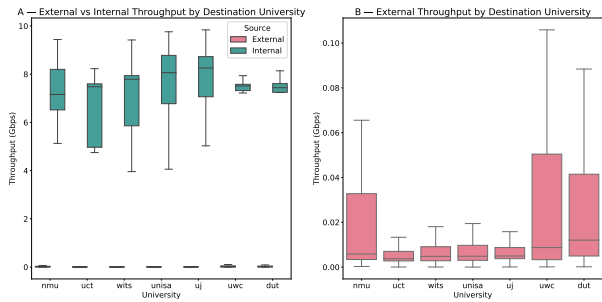 A — External vs Internal Throughput by Destination University
Source
External
Internal
Throughput (Gbps)
10
8
6
4
2
0
nmu uct wits unisa uj uwc dut
University
B — External Throughput by Destination University
Throughput (Gbps)
0.10
0.08
0.06
0.04
0.02
0.00
nmu uct wits unisa uj uwc dut
University